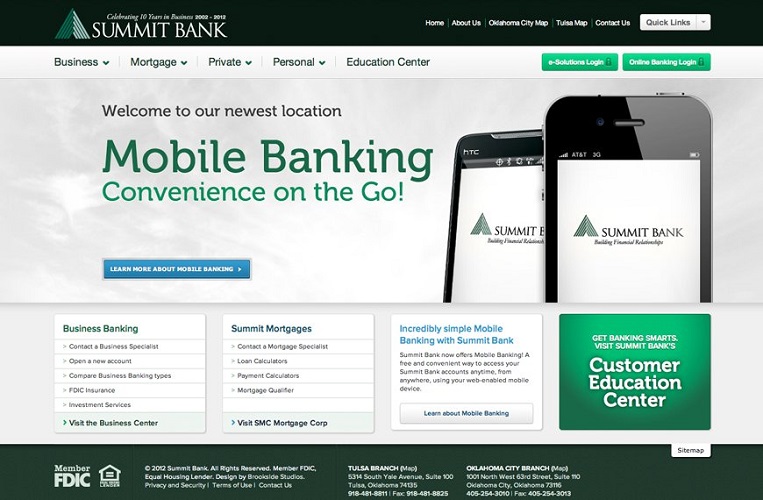 Celebrating 10 Years in Business 2002 - 2012
SUMMIT BANK
Home | About Us | Oklahoma City Map | Tulsa Map | Contact Us
Quick Links
Business
Mortgage
Private
Personal
Education Center
e-Solutions Login
Online Banking Login
Welcome to our newest location
Mobile Banking
Convenience on the Go!
LEARN MORE ABOUT MOBILE BANKING
hTC
SUMMIT BANK
Building Financial Relationships
AT&T 3G
SUMMIT BANK
Building Financial Relationships
Business Banking
> Contact a Business Specialist
> Open a new account
> Compare Business Banking types
> FDIC Insurance
> Investment Services
> Visit the Business Center
Summit Mortgages
> Contact a Mortgage Specialist
> Loan Calculators
> Payment Calculators
> Mortgage Qualifier
> Visit SMC Mortgage Corp
Incredibly simple Mobile
Banking with Summit Bank
Summit Bank now offers Mobile Banking! A
free and convenient way to access your
Summit Bank accounts anytime, from
anywhere, using your web-enabled mobile
device.
Learn about Mobile Banking
GET BANKING SMARTS.
VISIT SUMMIT BANK'S
Customer
Education
Center
Sitemap
Member
FDIC
© 2012 Summit Bank. All Rights Reserved. Member FDIC,
Equal Housing Lender. Design by Brookside Studios.
Privacy and Security | Terms of Use | Contact Us
TULSA BRANCH (Map)
5314 South Yale Avenue, Suite 100
Tulsa, Oklahoma 74135
918-481-8811 | Fax: 918-481-8825
OKLAHOMA CITY BRANCH (Map)
1001 North West 63rd Street, Suite 110
Oklahoma City, Oklahoma 73116
405-254-3010 | Fax: 405-254-3013